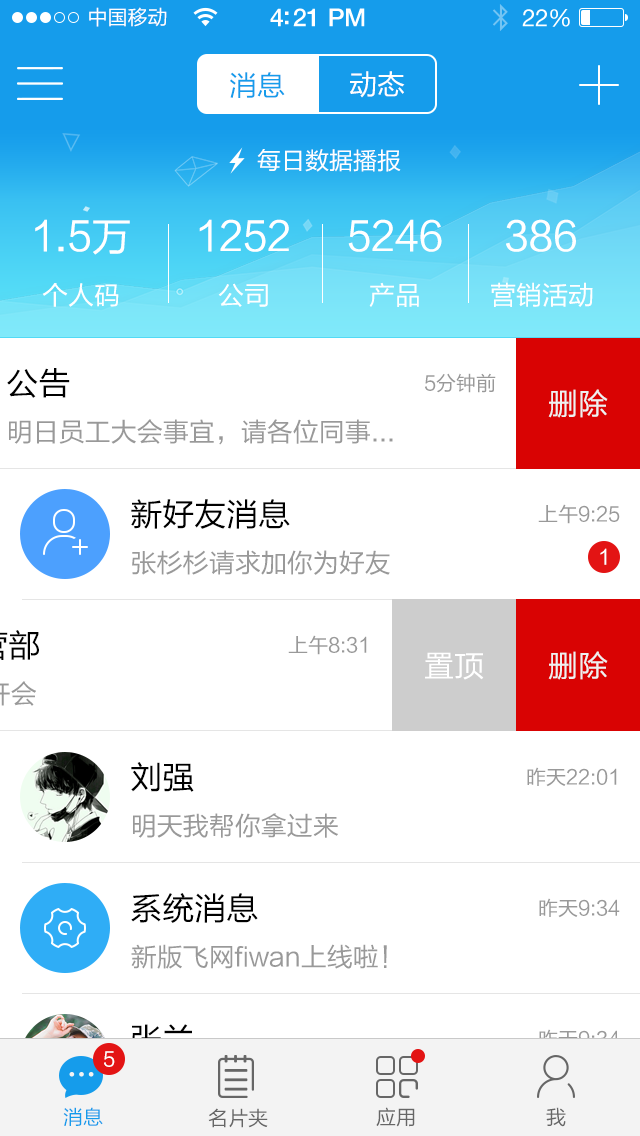 中国移动 4:21 PM 22%
消息 动态
每日数据播报
1.5万 1252 5246 386
个人码 公司 产品 营销活动
公告 5分钟前
明日员工大会事宜，请各位同事...
删除
新好友消息 上午9:25
张杉杉请求加你为好友 1
营部 上午8:31
开会
置顶 删除
刘强 昨天22:01
明天我帮你拿过来
系统消息 昨天9:34
新版飞网fiwan上线啦！
昨天9:34
5
消息 名片夹 应用 我